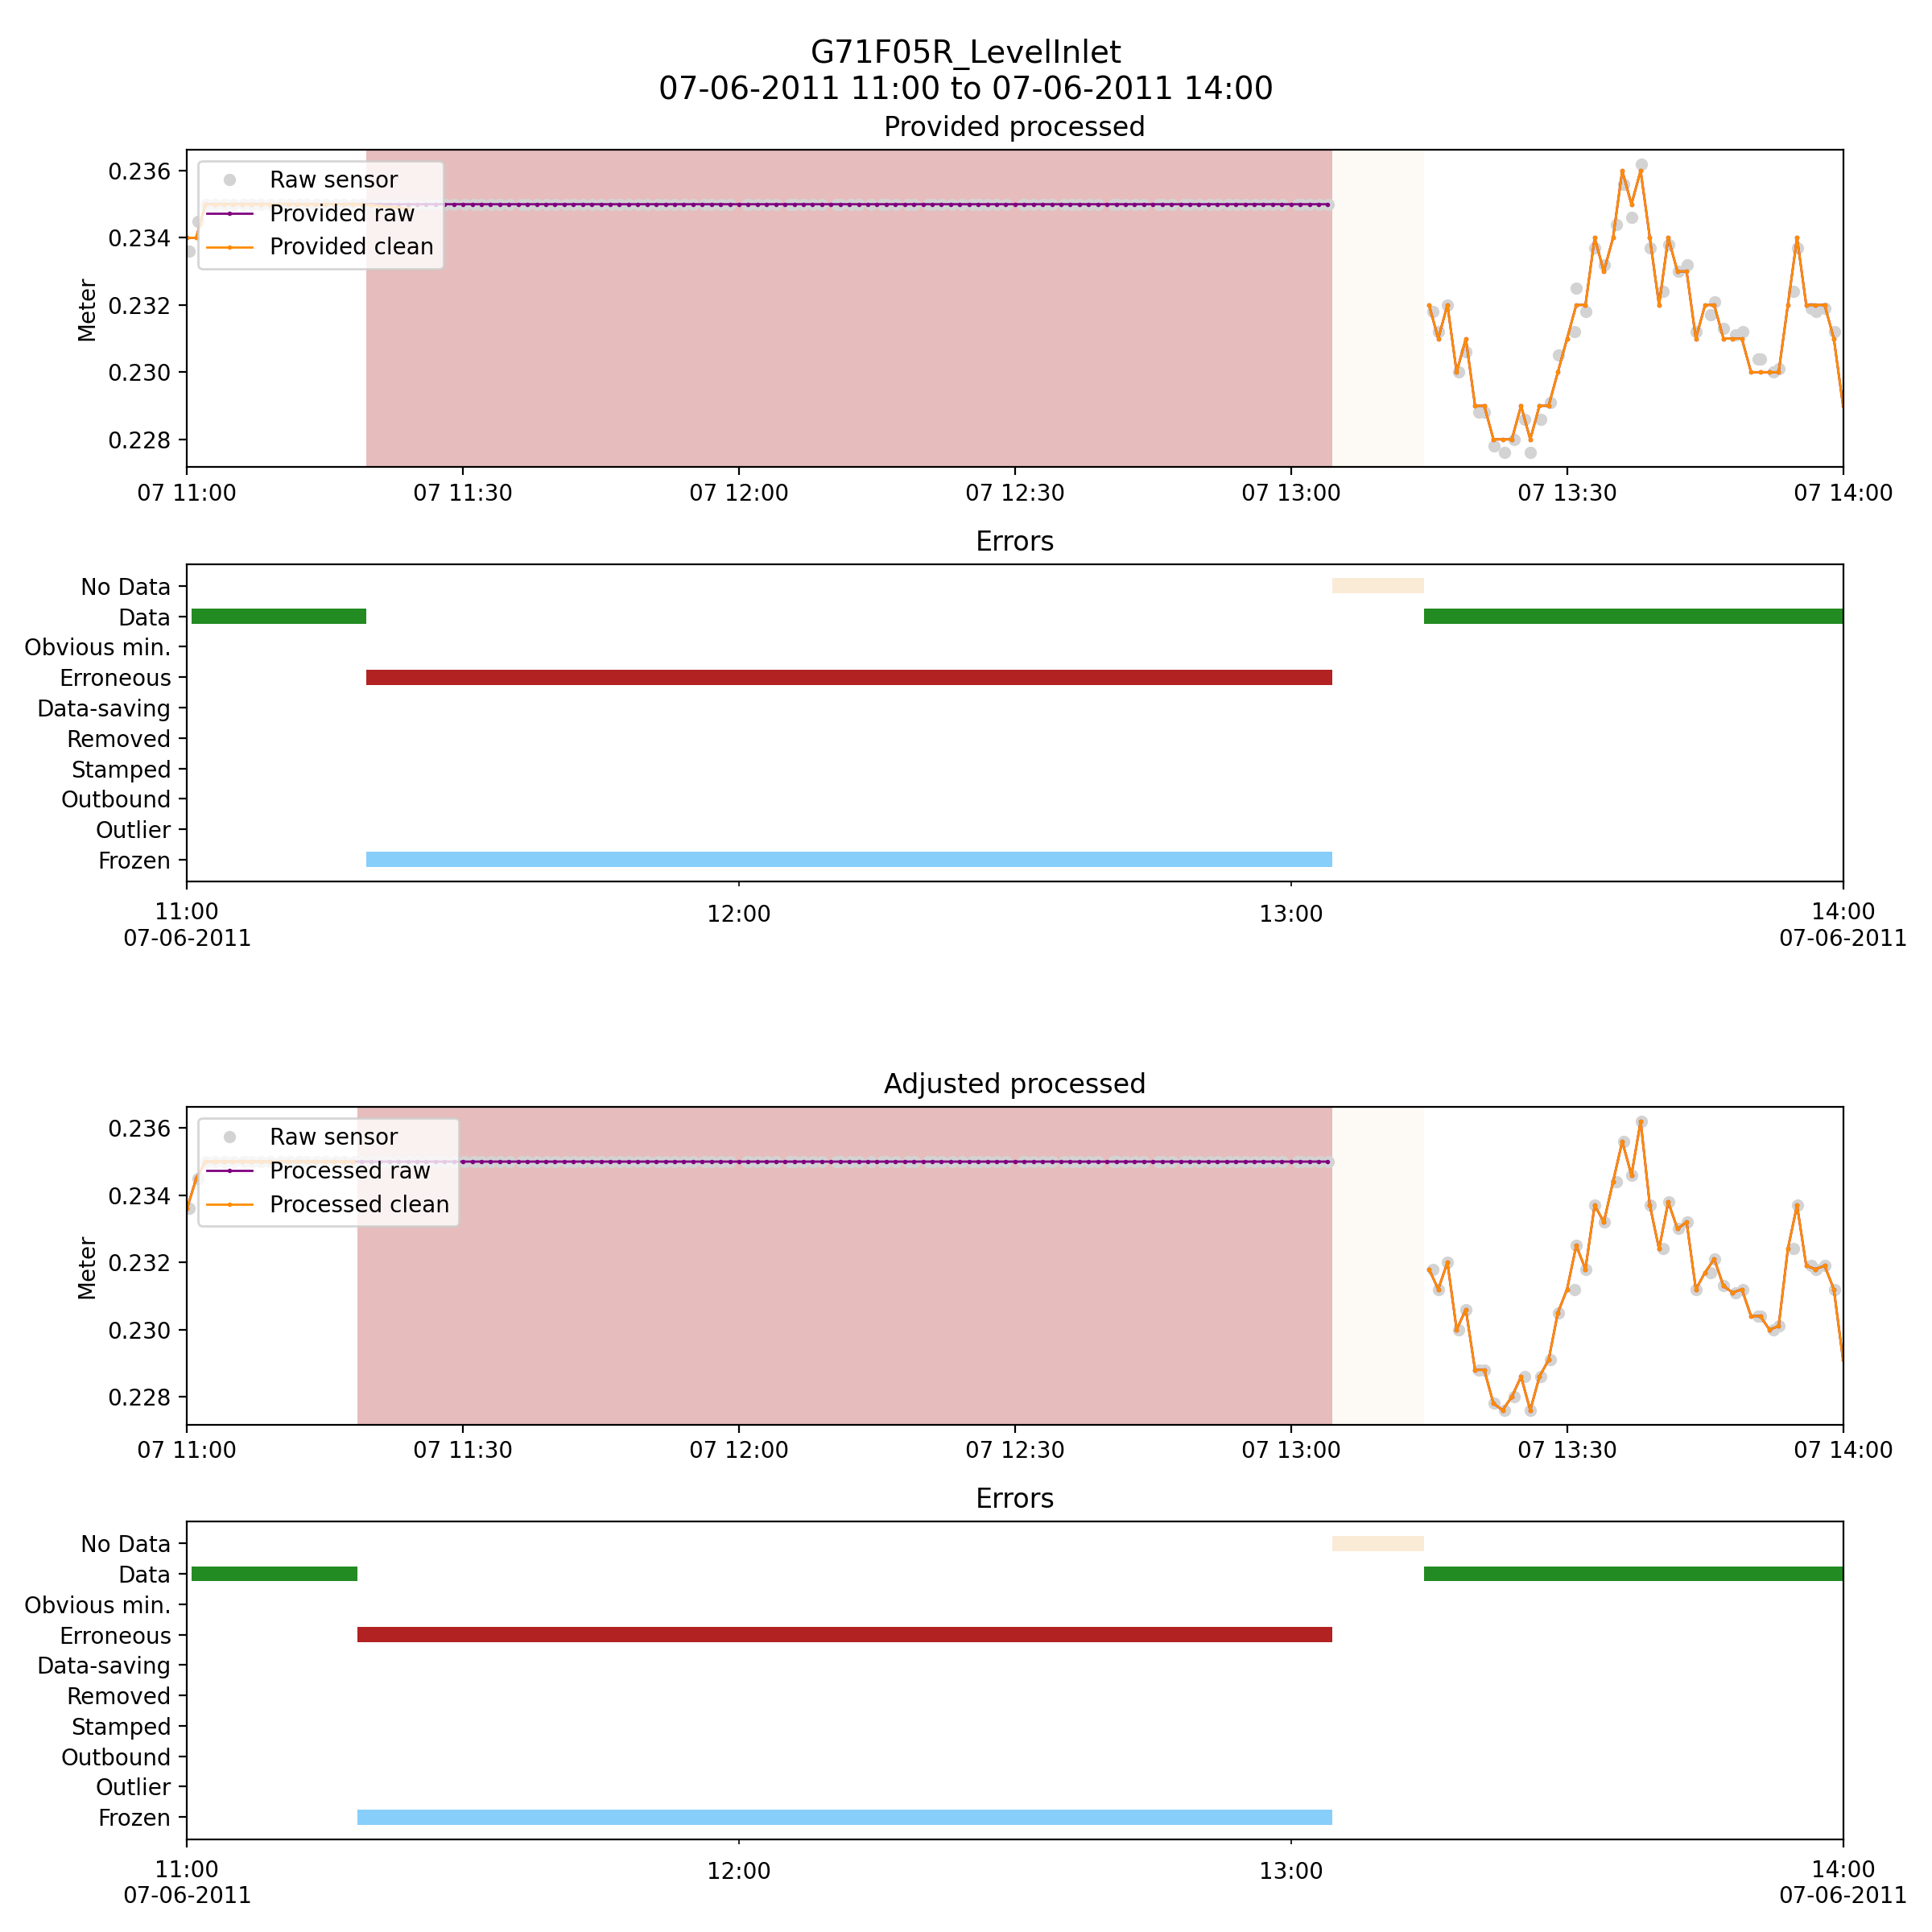 G71F05R_LevelInlet
07-06-2011 11:00 to 07-06-2011 14:00
Provided processed
Meter
0.236
0.234
0.232
0.230
0.228
Raw sensor
Provided raw
Provided clean
07 11:00 07 11:30 07 12:00 07 12:30 07 13:00 07 13:30 07 14:00
Errors
No Data
Data
Obvious min.
Erroneous
Data-saving
Removed
Stamped
Outbound
Outlier
Frozen
11:00 12:00 13:00 14:00
07-06-2011 07-06-2011
Adjusted processed
Meter
0.236
0.234
0.232
0.230
0.228
Raw sensor
Processed raw
Processed clean
07 11:00 07 11:30 07 12:00 07 12:30 07 13:00 07 13:30 07 14:00
Errors
No Data
Data
Obvious min.
Erroneous
Data-saving
Removed
Stamped
Outbound
Outlier
Frozen
11:00 12:00 13:00 14:00
07-06-2011 07-06-2011